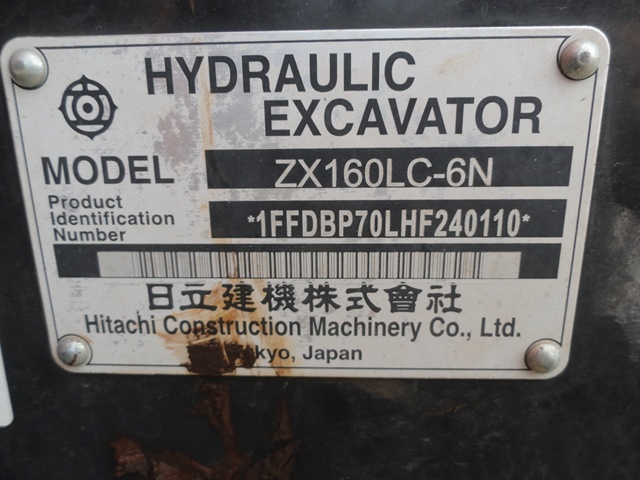 HYDRAULIC
EXCAVATOR
MODEL ZX160LC-6N
Product
Identification
Number *1FFDBP70LHF240110*
日立建機株式會社
Hitachi Construction Machinery Co., Ltd.
Japan